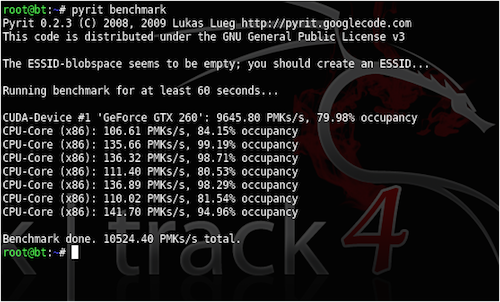 root@bt:~# pyrit benchmark
Pyrit 0.2.3 (C) 2008, 2009 Lukas Lueg http://pyrit.googlecode.com
This code is distributed under the GNU General Public License v3

The ESSID-blobspace seems to be empty; you should create an ESSID...

Running benchmark for at least 60 seconds...

CUDA-Device #1 'GeForce GTX 260': 9645.80 PMKs/s, 79.98% occupancy
CPU-Core (x86): 106.61 PMKs/s, 84.15% occupancy
CPU-Core (x86): 135.66 PMKs/s, 99.19% occupancy
CPU-Core (x86): 136.32 PMKs/s, 98.71% occupancy
CPU-Core (x86): 111.40 PMKs/s, 80.53% occupancy
CPU-Core (x86): 136.89 PMKs/s, 98.29% occupancy
CPU-Core (x86): 110.02 PMKs/s, 81.54% occupancy
CPU-Core (x86): 141.70 PMKs/s, 94.96% occupancy

Benchmark done. 10524.40 PMKs/s total.
root@bt:~#
k | track 4